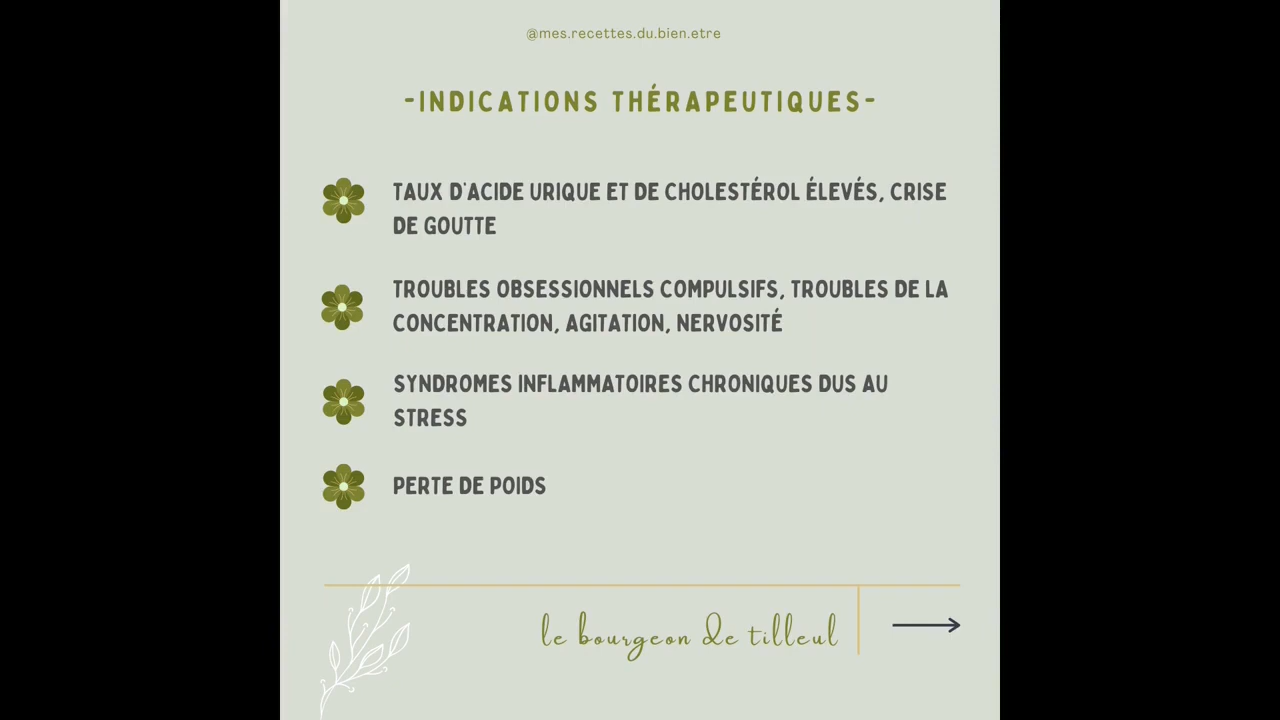 @mes.recettes.du.bien.etre
-INDICATIONS THÉRAPEUTIQUES-
TAUX D'ACIDE URIQUE ET DE CHOLESTÉROL ÉLEVÉS, CRISE
DE GOUTTE
TROUBLES OBSESSIONNELS COMPULSIFS, TROUBLES DE LA
CONCENTRATION, AGITATION, NERVOSITÉ
SYNDROMES INFLAMMATOIRES CHRONIQUES DUS AU
STRESS
PERTE DE POIDS
le bourgeon de tilleul